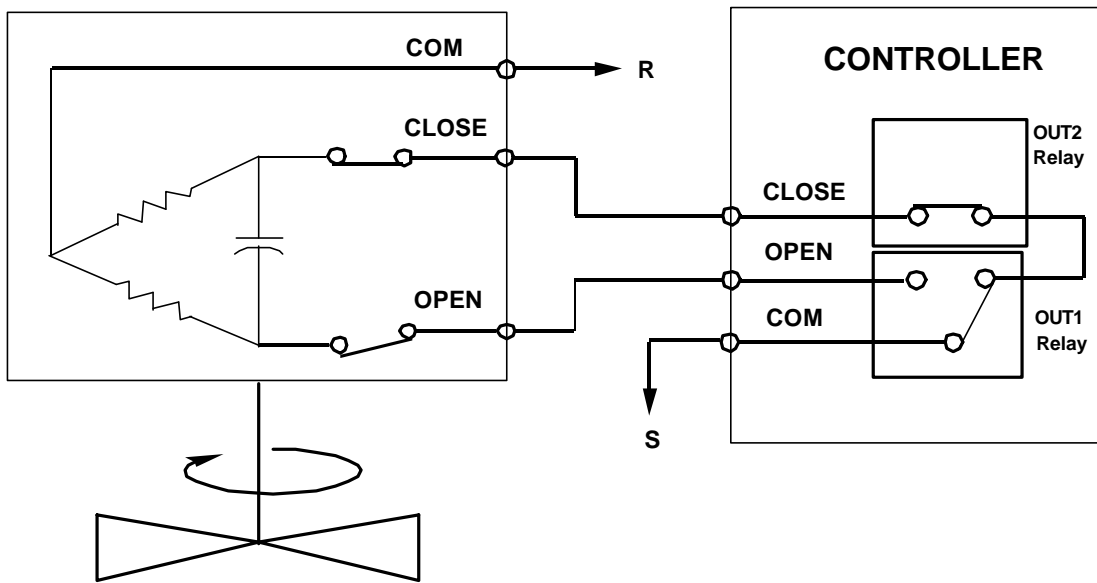 COM
R
CLOSE
OPEN
S
CONTROLLER
OUT2
Relay
CLOSE
OPEN
COM
OUT1
Relay